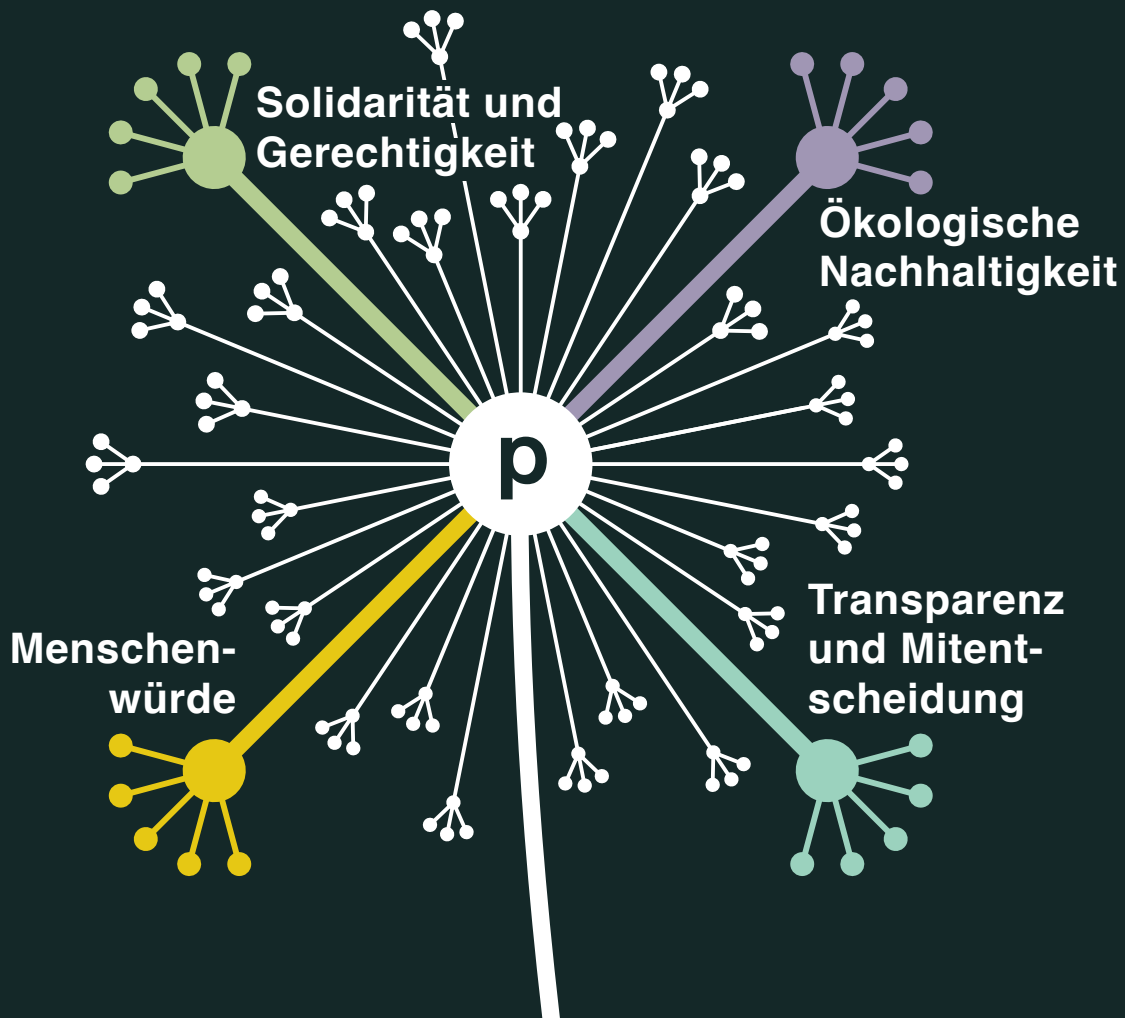 Solidarität und
Gerechtigkeit
Ökologische
Nachhaltigkeit
p
Menschen-
würde
Transparenz
und Mitent-
scheidung